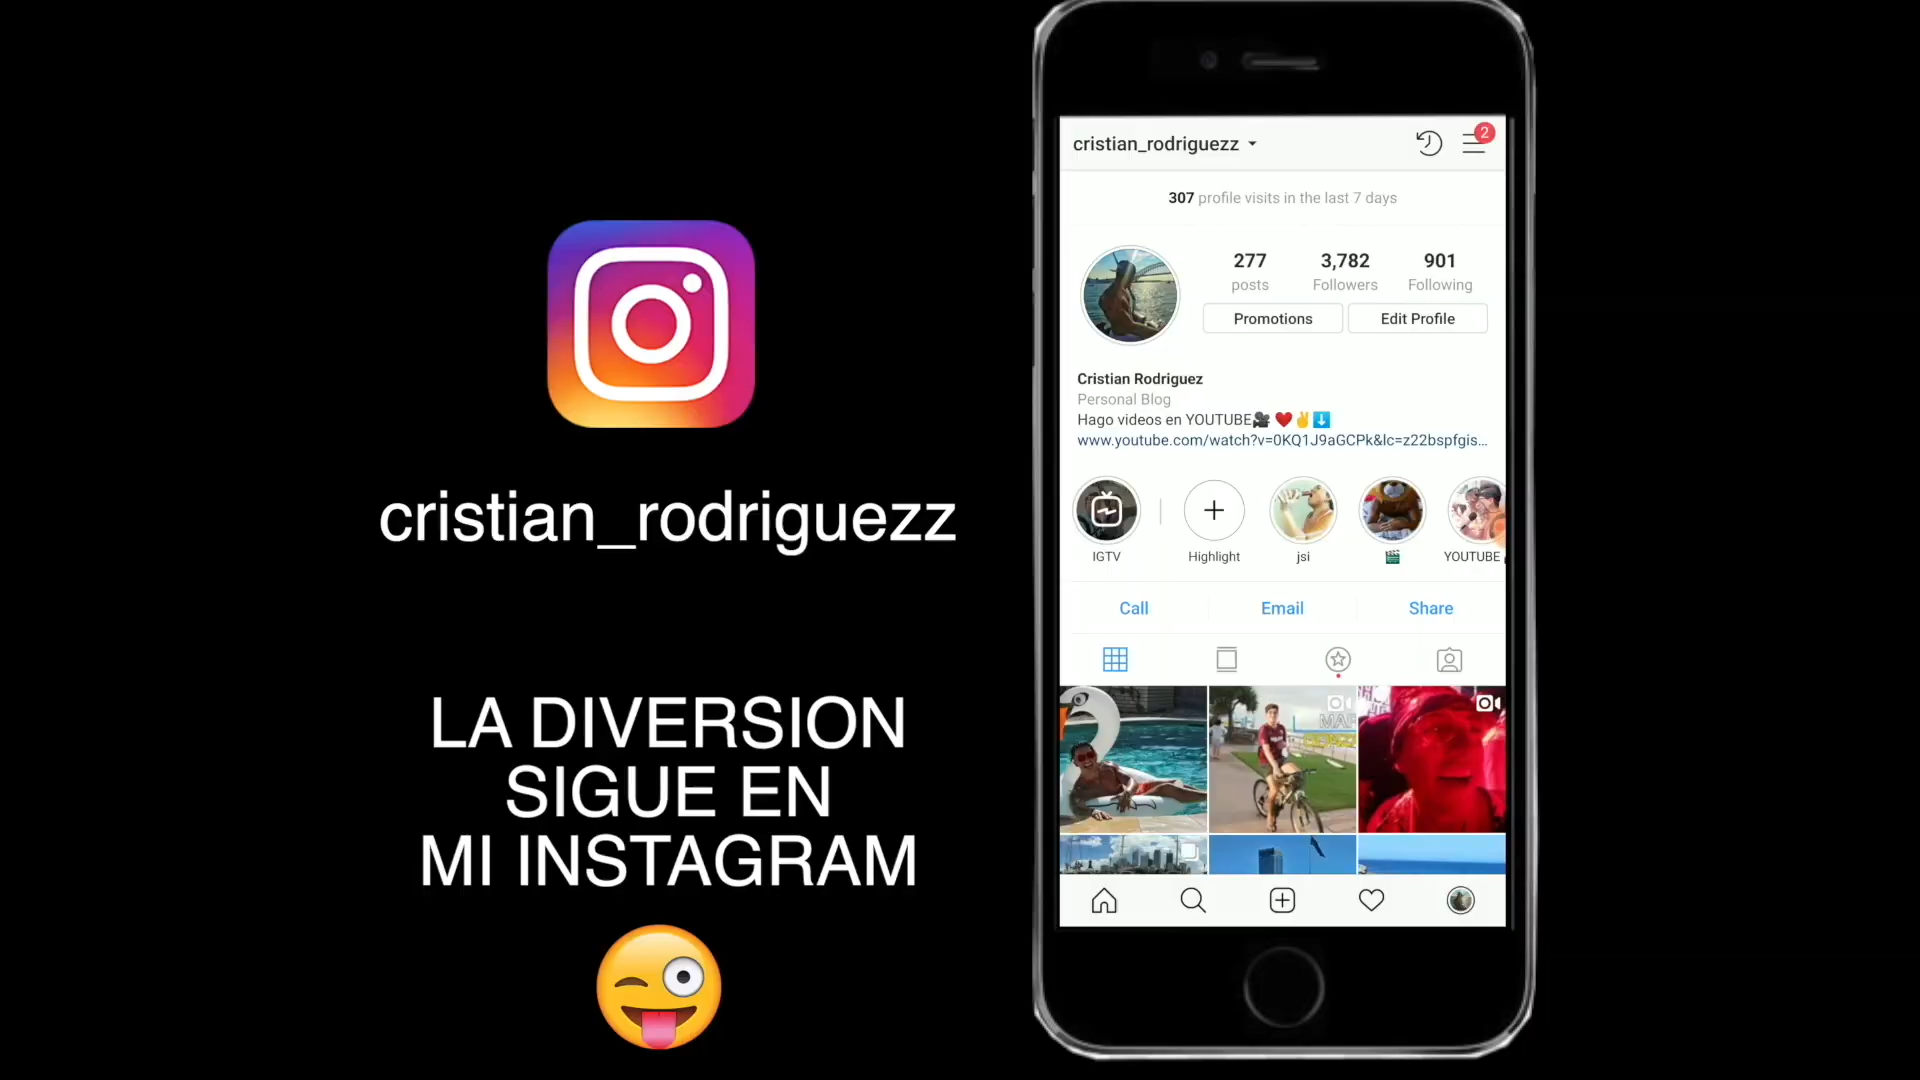 cristian_rodriguezz
LA DIVERSION
SIGUE EN
MI INSTAGRAM
cristian_rodriguezz
2
307 profile visits in the last 7 days
277
posts
3,782
Followers
901
Following
Promotions
Edit Profile
Cristian Rodriguez
Personal Blog
Hago videos en YOUTUBE🎥 ❤️✌️⬇️
www.youtube.com/watch?v=0KQ1J9aGCPk&lc=z22bspfgis...
IGTV
Highlight
jsi
🎬
YOUTUBE
Call
Email
Share